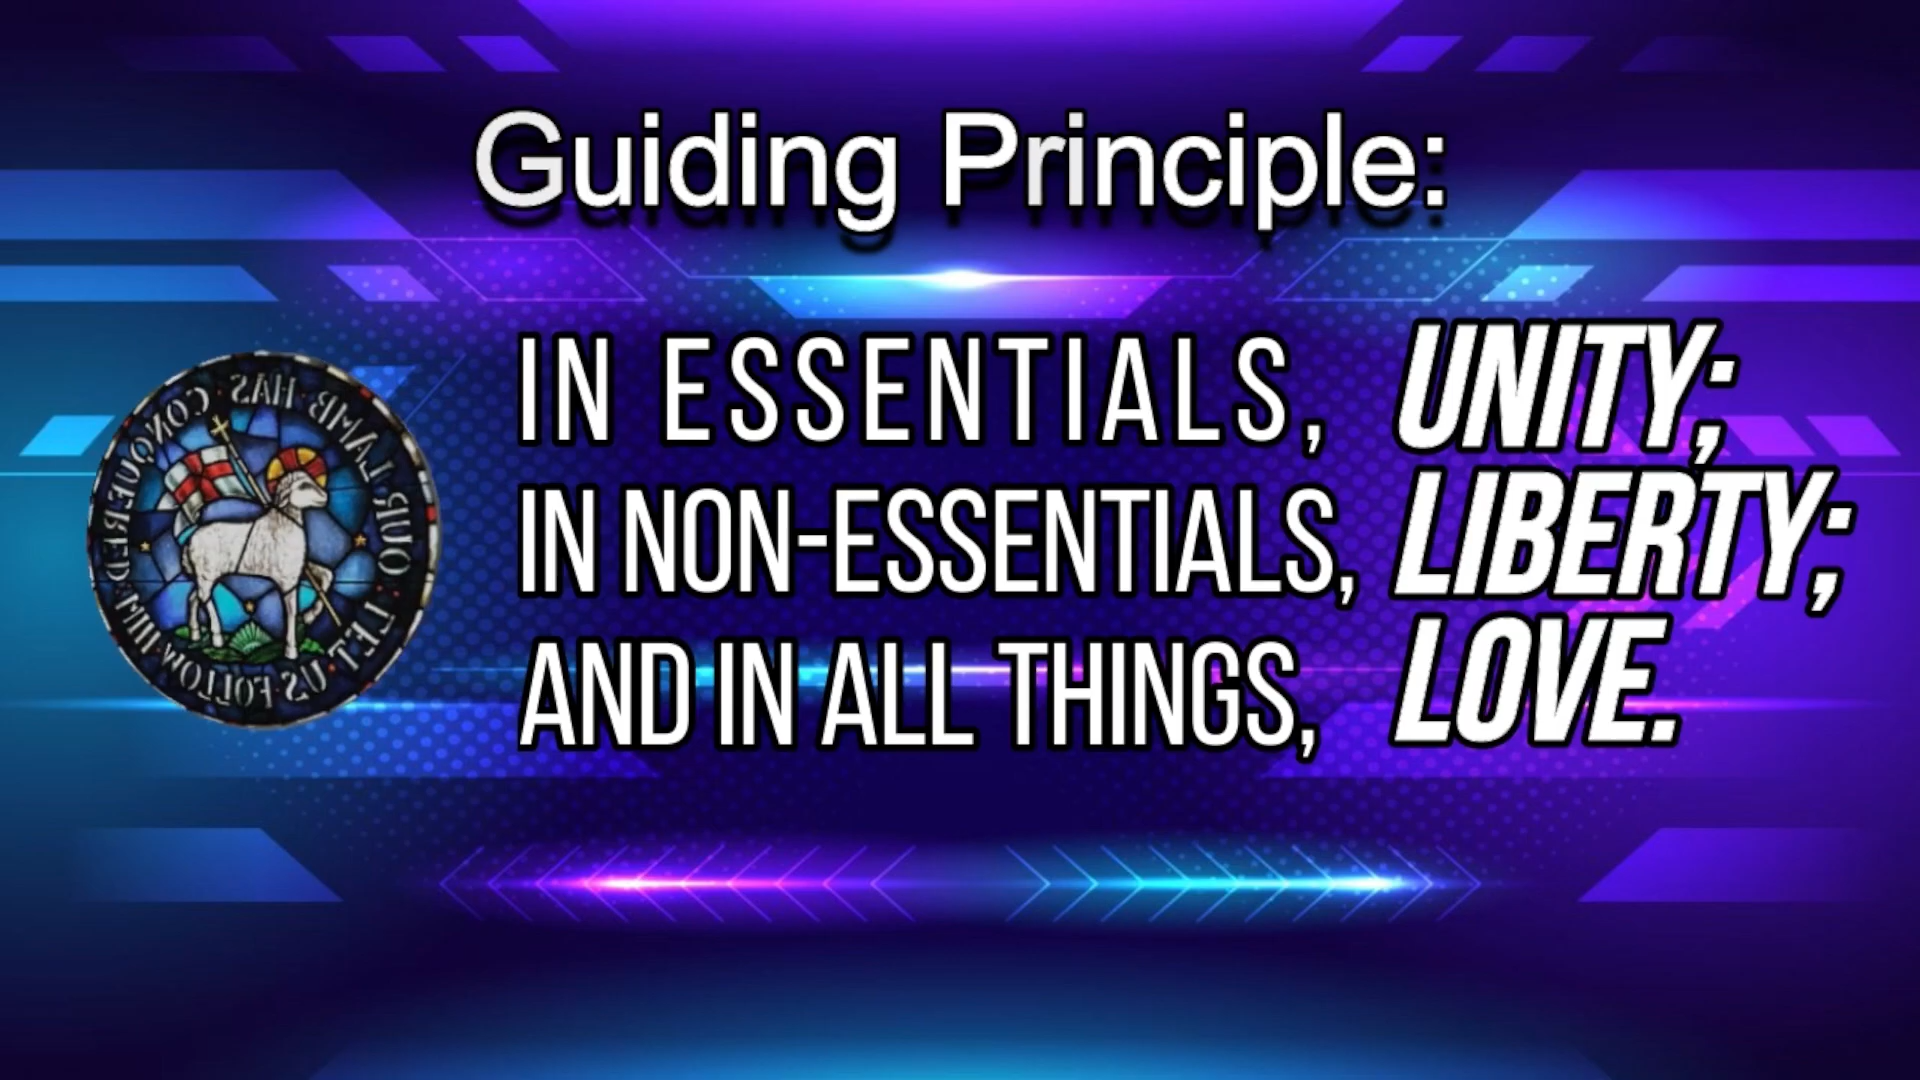 Guiding Principle:
IN ESSENTIALS, UNITY;
IN NON-ESSENTIALS, LIBERTY;
AND IN ALL THINGS, LOVE.
OUR LAMB HAS CONQUERED
LET US FOLLOW HIM